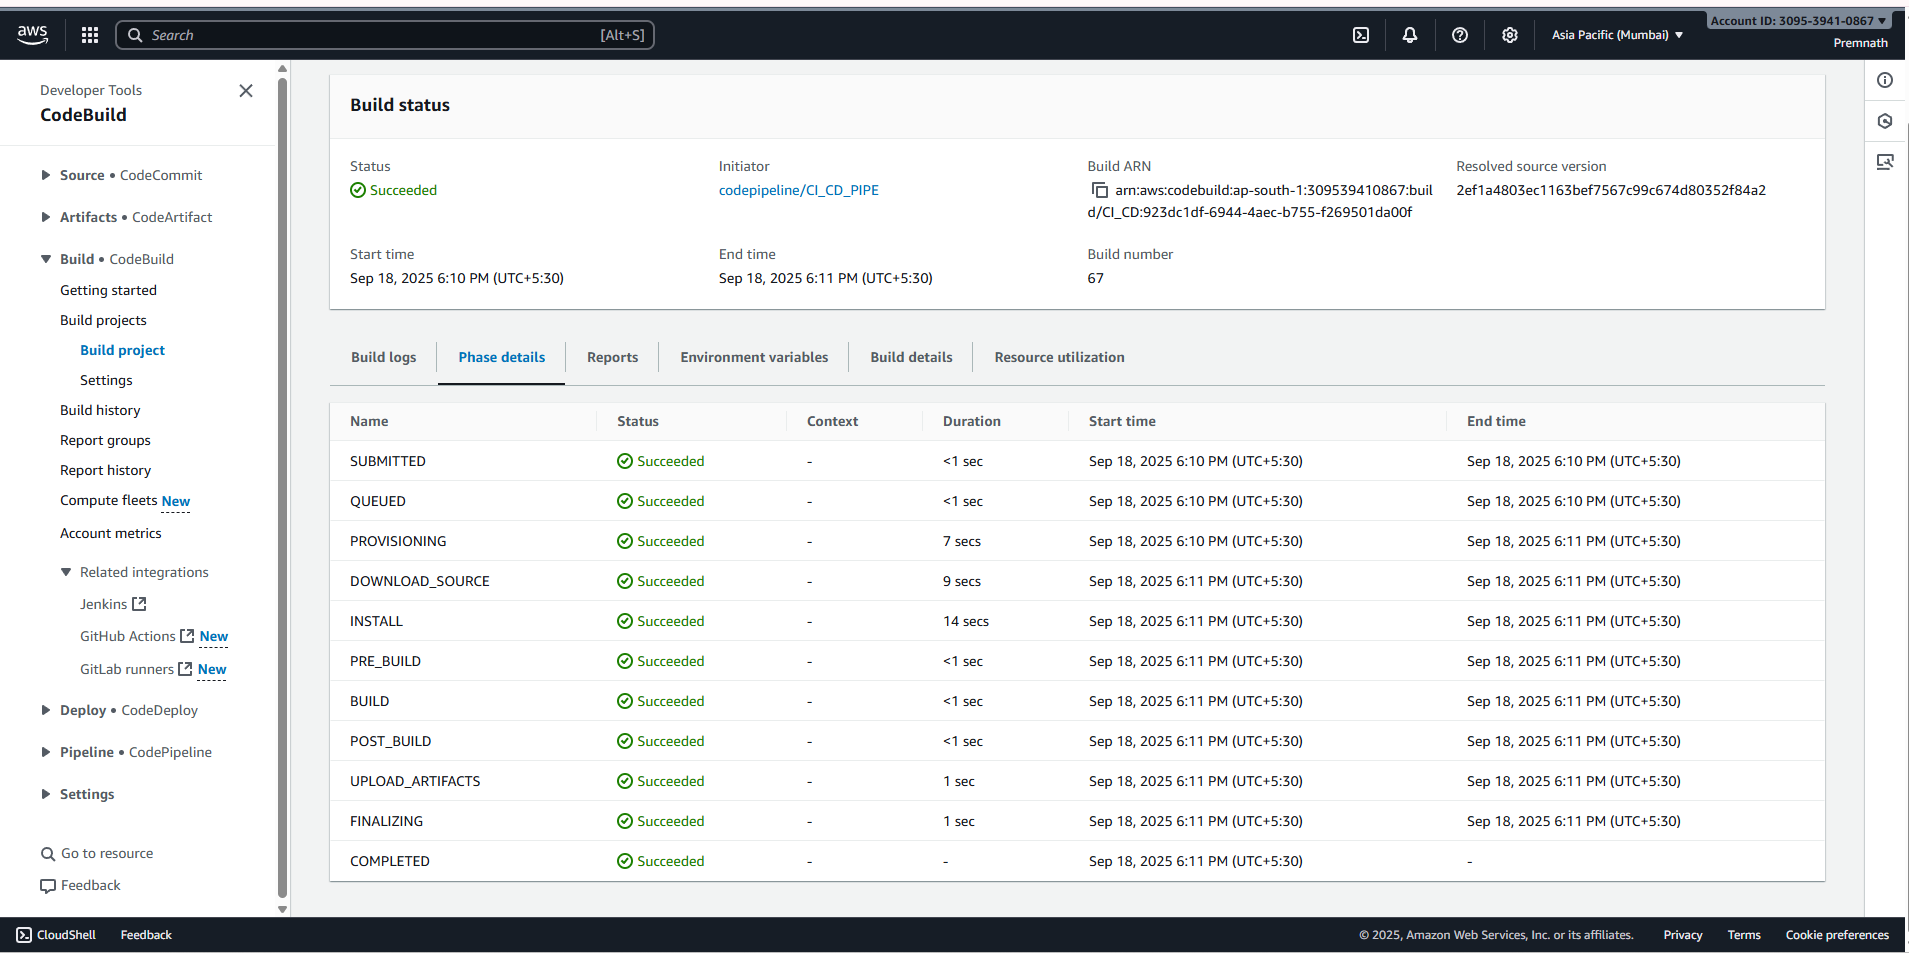 aws
Search [Alt+S]
Asia Pacific (Mumbai)
Account ID: 3095-3941-0867
Premnath
Developer Tools
CodeBuild
Source • CodeCommit
Artifacts • CodeArtifact
Build • CodeBuild
Getting started
Build projects
Build project
Settings
Build history
Report groups
Report history
Compute fleets New
Account metrics
Related integrations
Jenkins
GitHub Actions New
GitLab runners New
Deploy • CodeDeploy
Pipeline • CodePipeline
Settings
Go to resource
Feedback
Build status
Status
Succeeded
Initiator
codepipeline/CI_CD_PIPE
Build ARN
arn:aws:codebuild:ap-south-1:309539410867:buil
d/CI_CD:923dc1df-6944-4aec-b755-f269501da00f
Resolved source version
2ef1a4803ec1163bef7567c99c674d80352f84a2
Start time
Sep 18, 2025 6:10 PM (UTC+5:30)
End time
Sep 18, 2025 6:11 PM (UTC+5:30)
Build number
67
Build logs Phase details Reports Environment variables Build details Resource utilization
Name Status Context Duration Start time End time
SUBMITTED Succeeded - <1 sec Sep 18, 2025 6:10 PM (UTC+5:30) Sep 18, 2025 6:10 PM (UTC+5:30)
QUEUED Succeeded - <1 sec Sep 18, 2025 6:10 PM (UTC+5:30) Sep 18, 2025 6:10 PM (UTC+5:30)
PROVISIONING Succeeded - 7 secs Sep 18, 2025 6:10 PM (UTC+5:30) Sep 18, 2025 6:11 PM (UTC+5:30)
DOWNLOAD_SOURCE Succeeded - 9 secs Sep 18, 2025 6:11 PM (UTC+5:30) Sep 18, 2025 6:11 PM (UTC+5:30)
INSTALL Succeeded - 14 secs Sep 18, 2025 6:11 PM (UTC+5:30) Sep 18, 2025 6:11 PM (UTC+5:30)
PRE_BUILD Succeeded - <1 sec Sep 18, 2025 6:11 PM (UTC+5:30) Sep 18, 2025 6:11 PM (UTC+5:30)
BUILD Succeeded - <1 sec Sep 18, 2025 6:11 PM (UTC+5:30) Sep 18, 2025 6:11 PM (UTC+5:30)
POST_BUILD Succeeded - <1 sec Sep 18, 2025 6:11 PM (UTC+5:30) Sep 18, 2025 6:11 PM (UTC+5:30)
UPLOAD_ARTIFACTS Succeeded - 1 sec Sep 18, 2025 6:11 PM (UTC+5:30) Sep 18, 2025 6:11 PM (UTC+5:30)
FINALIZING Succeeded - 1 sec Sep 18, 2025 6:11 PM (UTC+5:30) Sep 18, 2025 6:11 PM (UTC+5:30)
COMPLETED Succeeded - - Sep 18, 2025 6:11 PM (UTC+5:30) -
CloudShell Feedback © 2025, Amazon Web Services, Inc. or its affiliates. Privacy Terms Cookie preferences